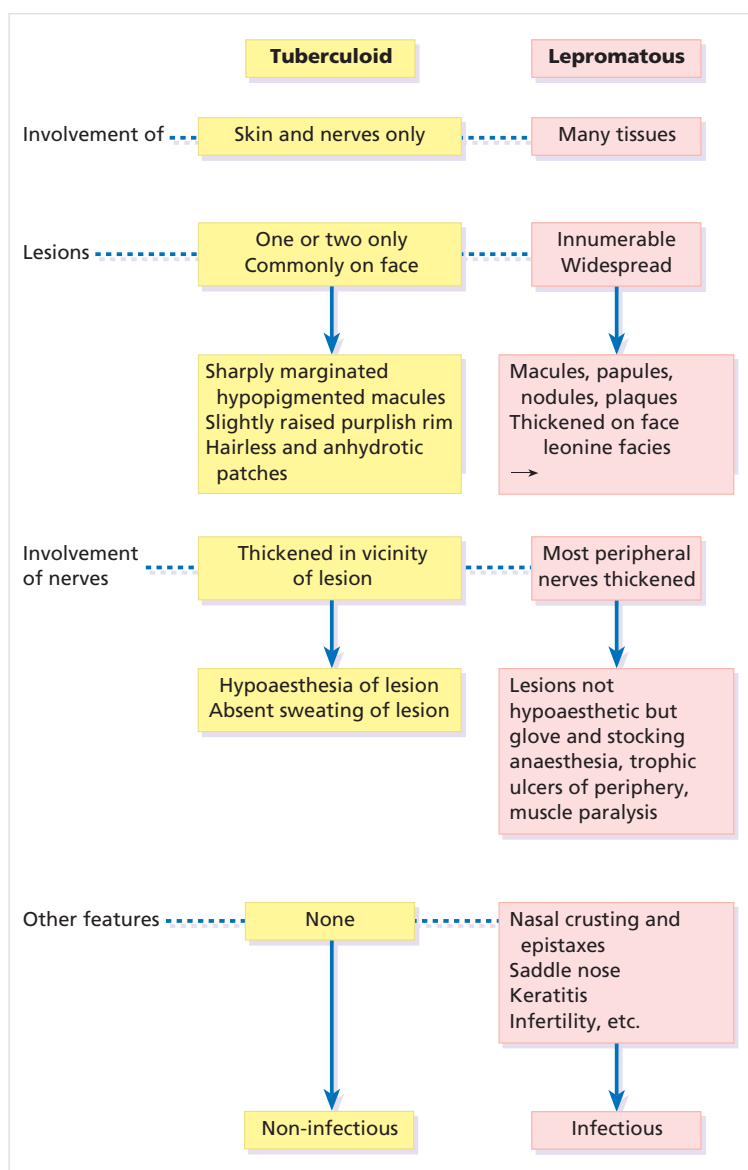 Tuberculoid
Lepromatous
Involvement of
Skin and nerves only
Many tissues
Lesions
One or two only
Commonly on face
Innumerable
Widespread
Sharply marginated
hypopigmented macules
Slightly raised purplish rim
Hairless and anhydrotic
patches
Macules, papules,
nodules, plaques
Thickened on face
leonine facies
→
Involvement
of nerves
Thickened in vicinity
of lesion
Most peripheral
nerves thickened
Hypoaesthesia of lesion
Absent sweating of lesion
Lesions not
hypoaesthetic but
glove and stocking
anaesthesia, trophic
ulcers of periphery,
muscle paralysis
Other features
None
Nasal crusting and
epistaxes
Saddle nose
Keratitis
Infertility, etc.
Non-infectious
Infectious